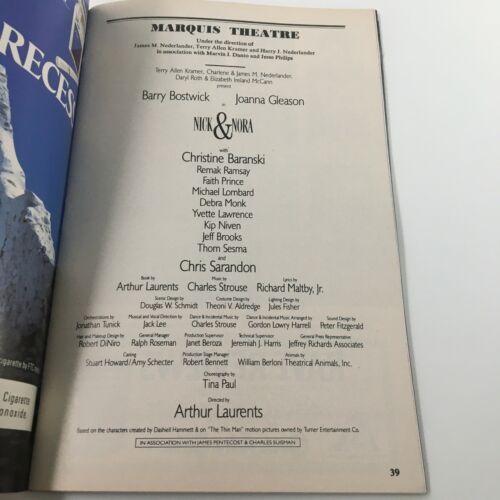 RECES
MARQUIS THEATRE
Under the direction of
James M. Nederlander, Terry Allen Kramer and Harry J. Nederlander
in association with Marvin J. Danto and Jesse Philips
Terry Allen Kramer, Charlene & James M. Nederlander,
Daryl Roth & Elizabeth Ireland McCann
present
Barry Bostwick Joanna Gleason
in
NICK & NORA
with
Christine Baranski
Remak Ramsay
Faith Prince
Michael Lombard
Debra Monk
Yvette Lawrence
Kip Niven
Jeff Brooks
Thom Sesma
and
Chris Sarandon
Book by Music by Lyrics by
Arthur Laurents Charles Strouse Richard Maltby, Jr.
Scenic Design by Costume Design by Lighting Design by
Douglas W. Schmidt Theoni V. Aldredge Jules Fisher
Orchestrations by Musical and Vocal Direction by Dance & Incidental Music by Dance & Incidental Music Arranged by Sound Design by
Jonathan Tunick Jack Lee Charles Strouse Gordon Lowry Harrell Peter Fitzgerald
Hair and Makeup Design by General Manager Production Supervisor Technical Supervisor General Press Representative
Robert DiNiro Ralph Roseman Janet Beroza Jeremiah J. Harris Jeffrey Richards Associates
Casting Production Stage Manager Animals by
Stuart Howard/Amy Schecter Robert Bennett William Berloni Theatrical Animals, Inc.
Choreography by
Tina Paul
Directed by
Arthur Laurents
Based on the characters created by Dashiell Hammett & on "The Thin Man" motion pictures owned by Turner Entertainment Co.
IN ASSOCIATION WITH JAMES PENTECOST & CHARLES SUISMAN
39
cigarette by FTC
Cigarette
onoxide.